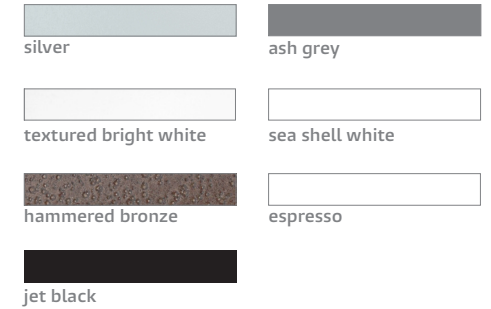 silver
ash grey
textured bright white
sea shell white
hammered bronze
espresso
jet black